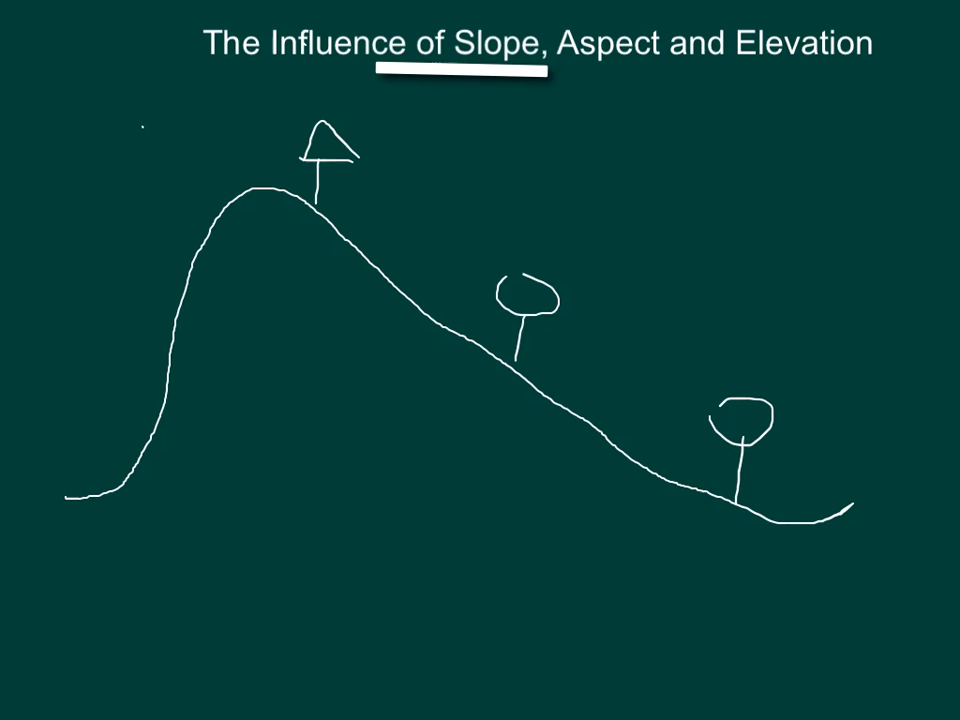 The Influence of Slope, Aspect and Elevation